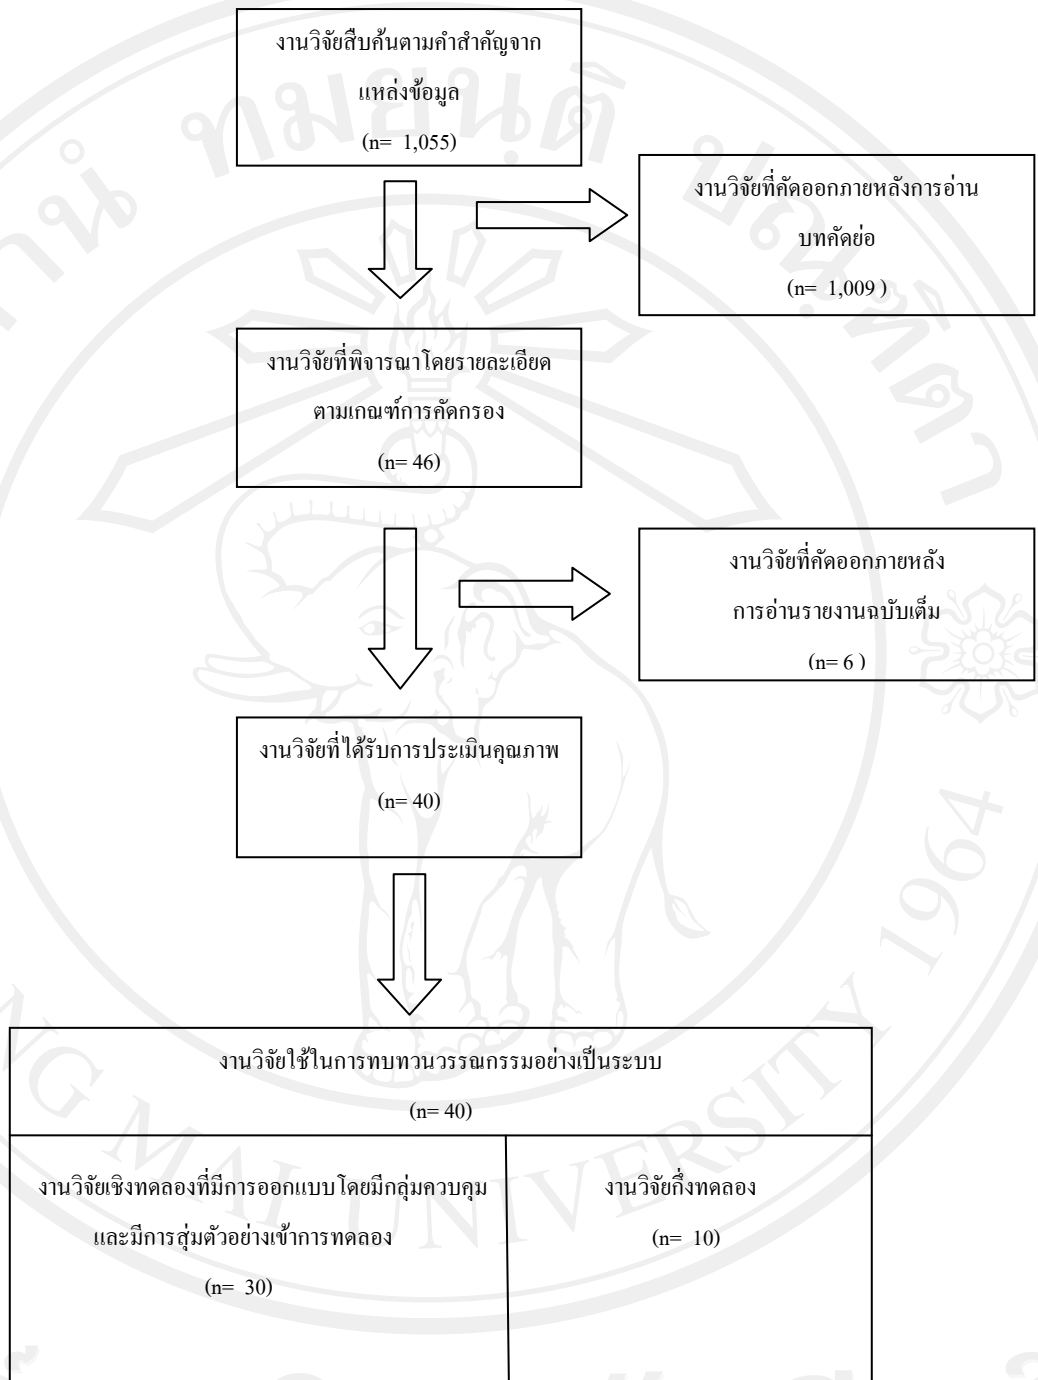 งานวิจัยสืบค้นตามคำสำคัญจาก
แหล่งข้อมูล
(n= 1,055)
งานวิจัยที่คัดออกภายหลังการอ่าน
บทคัดย่อ
(n= 1,009 )
งานวิจัยที่พิจารณาโดยรายละเอียด
ตามเกณฑ์การคัดกรอง
(n= 46)
งานวิจัยที่คัดออกภายหลัง
การอ่านรายงานฉบับเต็ม
(n= 6 )
งานวิจัยที่ได้รับการประเมินคุณภาพ
(n= 40)
งานวิจัยใช้ในการทบทวนวรรณกรรมอย่างเป็นระบบ
(n= 40)
งานวิจัยเชิงทดลองที่มีการออกแบบโดยมีกลุ่มควบคุม
และมีการสุ่มตัวอย่างเข้าการทดลอง
(n= 30)
งานวิจัยกึ่งทดลอง
(n= 10)
NG MAI UNIVERSITY 1964